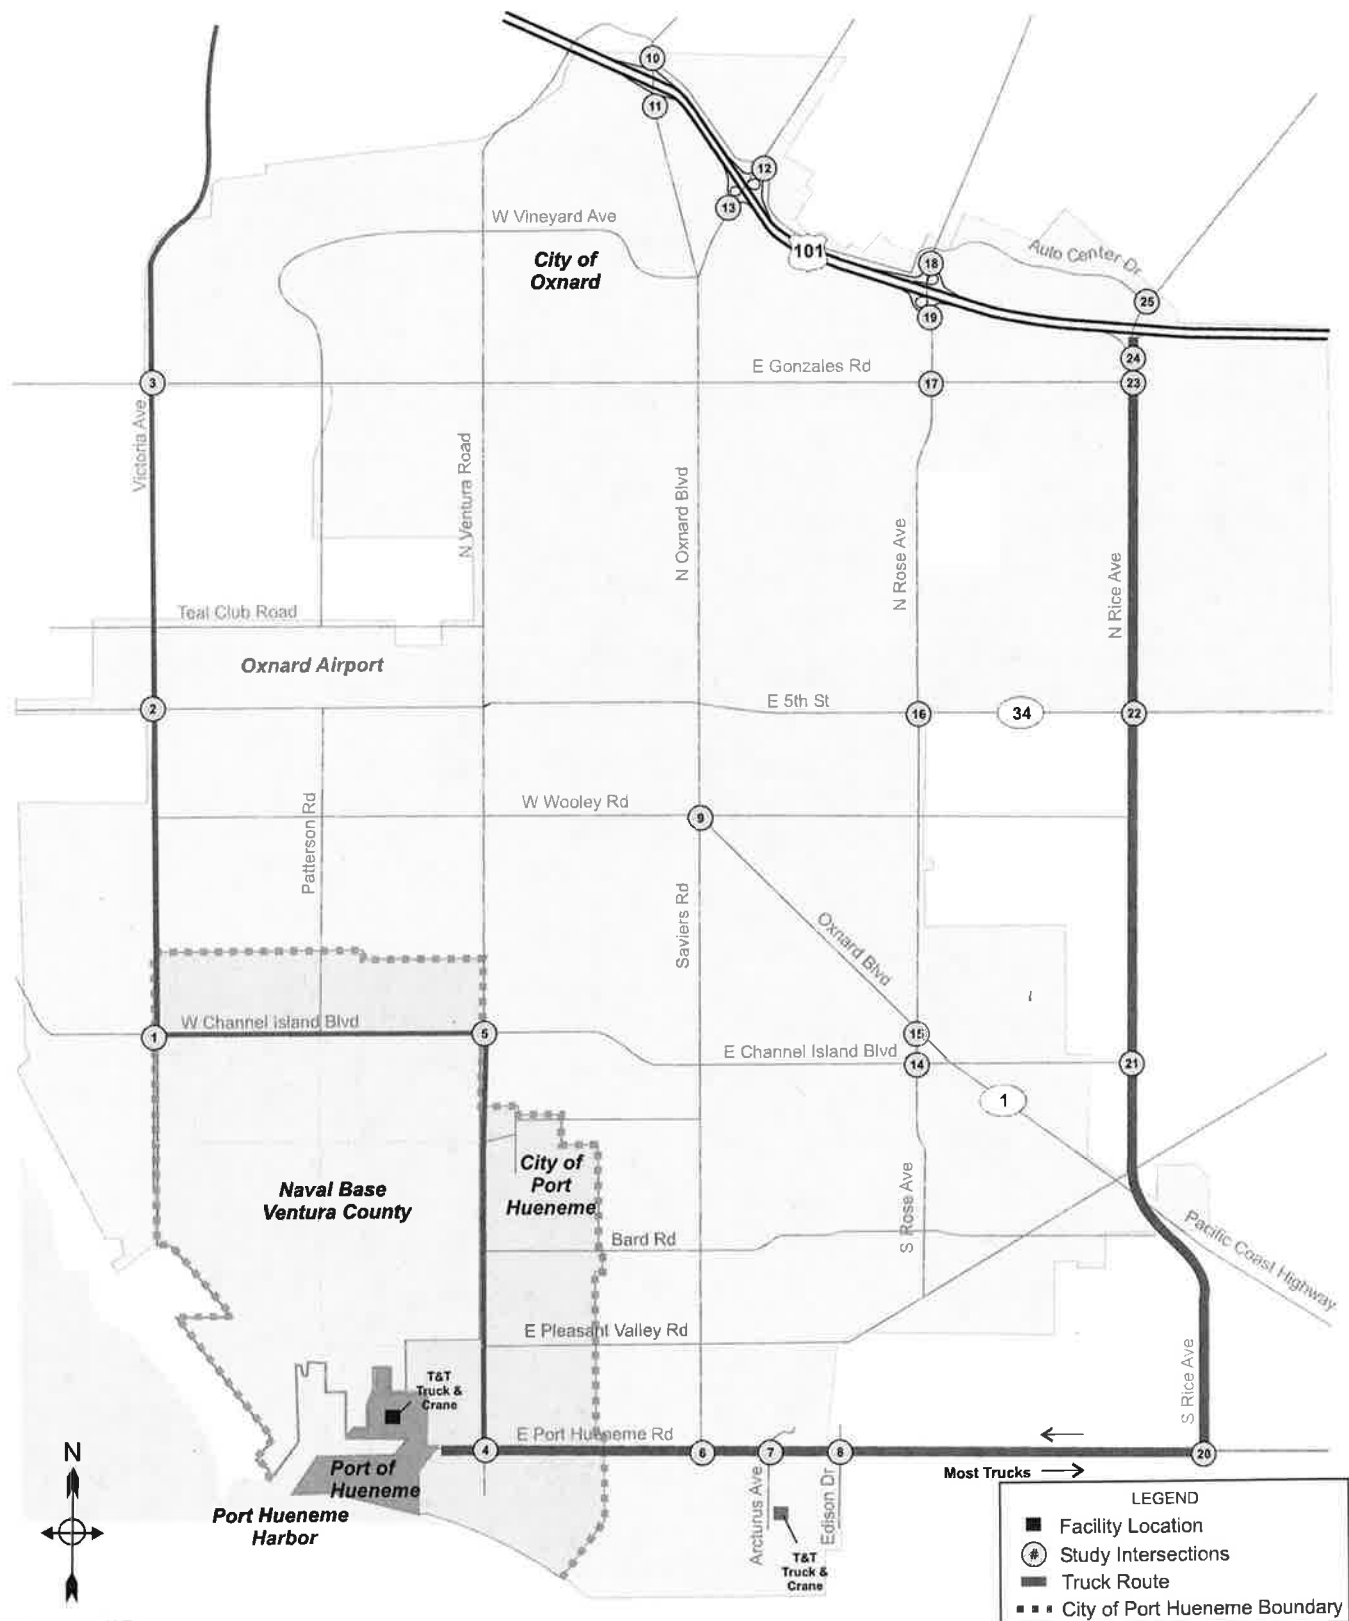 10
11
12
13
W Vineyard Ave
City of
Oxnard
101
18
Auto Center Dr
25
19
24
E Gonzales Rd
3
17
23
Victoria Ave
N Ventura Road
N Oxnard Blvd
N Rose Ave
N Rice Ave
Teal Club Road
Oxnard Airport
2
E 5th St
16
34
22
W Wooley Rd
9
Patterson Rd
Saviers Rd
Oxnard Blvd
W Channel Island Blvd
1
5
15
E Channel Island Blvd
14
21
1
City of
Port
Hueneme
Naval Base
Ventura County
S Rose Ave
Bard Rd
Pacific Coast Highway
E Pleasant Valley Rd
S Rice Ave
T&T
Truck &
Crane
E Port Hueneme Rd
4
6
7
8
20
N
Port of
Hueneme
Most Trucks
Port Hueneme
Harbor
Arcturus Ave
Edison Dr
T&T
Truck &
Crane
LEGEND
Facility Location
# Study Intersections
Truck Route
City of Port Hueneme Boundary